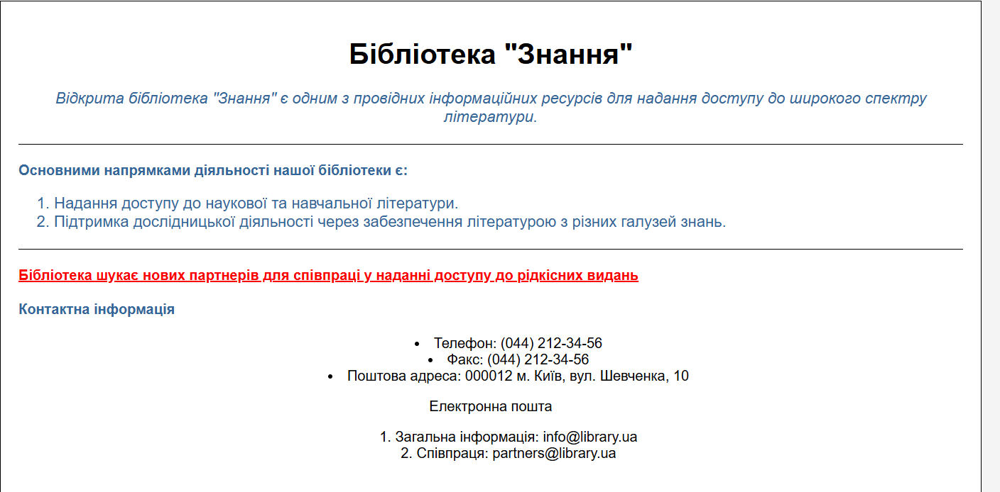 Бібліотека "Знання"
Відкрита бібліотека "Знання" є одним з провідних інформаційних ресурсів для надання доступу до широкого спектру
літератури.
Основними напрямками діяльності нашої бібліотеки є:
1. Надання доступу до наукової та навчальної літератури.
2. Підтримка дослідницької діяльності через забезпечення літературою з різних галузей знань.
Бібліотека шукає нових партнерів для співпраці у наданні доступу до рідкісних видань
Контактна інформація
• Телефон: (044) 212-34-56
• Факс: (044) 212-34-56
• Поштова адреса: 000012 м. Київ, вул. Шевченка, 10
Електронна пошта
1. Загальна інформація: info@library.ua
2. Співпраця: partners@library.ua